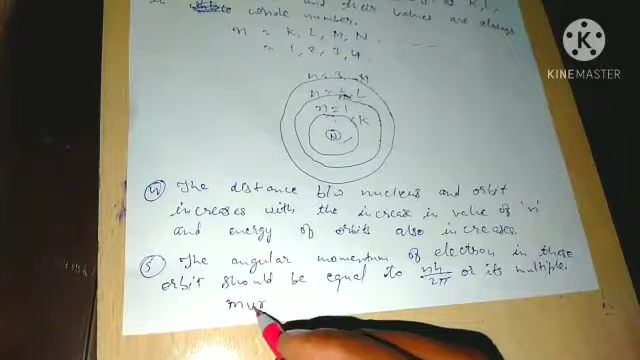 and their values are always
whole number.
n = K, L, M, N
= 1, 2, 3, 4
n = 3, M
n = 2, L
n = 1
K
N
KINEMASTER
④ The distance b/w nucleus and orbit
increases with the increase in value of 'n'
and energy of orbits also increases.
⑤ The angular momentum of electron in these
orbit should be equal to nh/2π or its multiple.
mvr